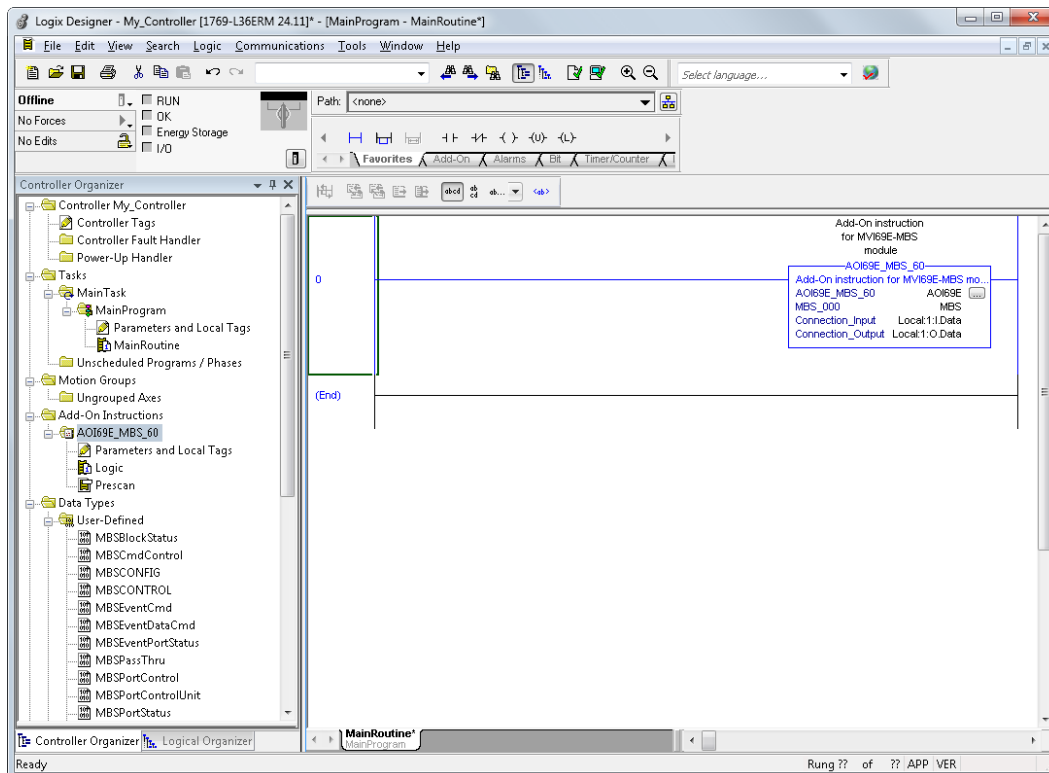 Logix Designer - My_Controller [1769-L36ERM 24.11]* - [MainProgram - MainRoutine*]
File Edit View Search Logic Communications Tools Window Help
Select language...
Offline
RUN
No Forces
OK
No Edits
Energy Storage
I/O
Path: <none>
Favorites Add-On Alarms Bit Timer/Counter
Controller Organizer
Controller My_Controller
Controller Tags
Controller Fault Handler
Power-Up Handler
Tasks
MainTask
MainProgram
Parameters and Local Tags
MainRoutine
Unscheduled Programs / Phases
Motion Groups
Ungrouped Axes
Add-On Instructions
AOI69E_MBS_60
Parameters and Local Tags
Logic
Prescan
Data Types
User-Defined
MBSBlockStatus
MBSCmdControl
MBSCONFIG
MBSCONTROL
MBSEventCmd
MBSEventDataCmd
MBSEventPortStatus
MBSPassThru
MBSPortControl
MBSPortControlUnit
MBSPortStatus
Controller Organizer Logical Organizer
abcd ab cd ab... <ab>
0
Add-On instruction
for MVI69E-MBS
module
AOI69E_MBS_60
Add-On instruction for MVI69E-MBS mo...
AOI69E_MBS_60 AOI69E ...
MBS_000 MBS
Connection_Input Local:1:I.Data
Connection_Output Local:1:O.Data
(End)
MainRoutine*
MainProgram
Ready
Rung ?? of ?? APP VER